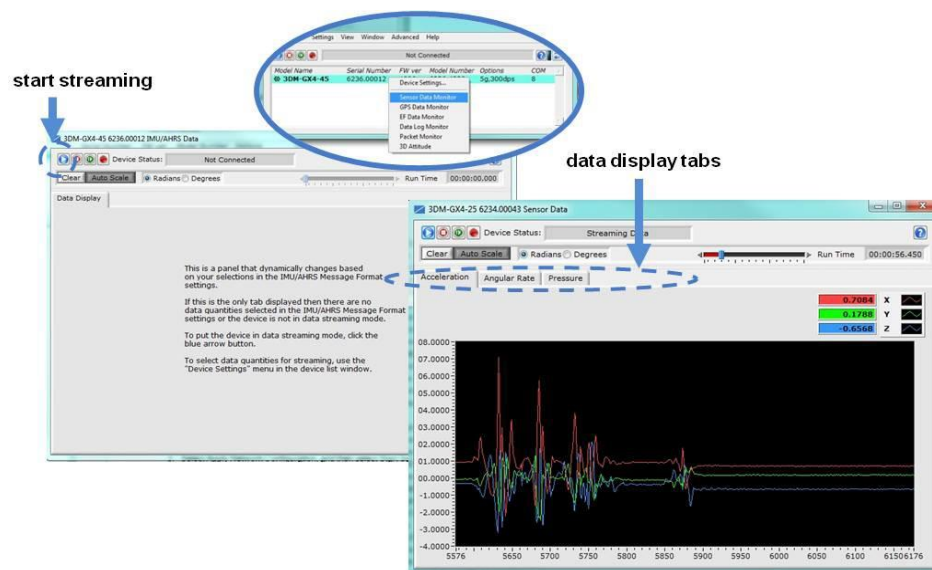 Settings View Window Advanced Help
Not Connected
Model Name Serial Number FW ver Model Number Options COM
3DM-GX4-45 6236.00012 5g,300dps 8
Device Settings...
Sensor Data Monitor
GPS Data Monitor
EF Data Monitor
Data Log Monitor
Packet Monitor
3D Attitude
start streaming
3DM-GX4-45 6236.00012 IMU/AHRS Data
Device Status: Not Connected
Clear Auto Scale Radians Degrees Run Time 00:00:00.000
Data Display
This is a panel that dynamically changes based
on your selections in the IMU/AHRS Message Format
settings.
If this is the only tab displayed then there are no
data quantities selected in the IMU/AHRS Message Format
settings or the device is not in data streaming mode.
To put the device in data streaming mode, click the
blue arrow button.
To select data quantities for streaming, use the
"Device Settings" menu in the device list window.
data display tabs
3DM-GX4-25 6234.00043 Sensor Data
Device Status: Streaming Data
Clear Auto Scale Radians Degrees Run Time 00:00:56.450
Acceleration Angular Rate Pressure
0.7084 X
0.1788 Y
-0.6568 Z
08.0000
07.0000
06.0000
05.0000
04.0000
03.0000
02.0000
01.0000
00.0000
-1.0000
-2.0000
-3.0000
-4.0000
5576 5650 5700 5750 5800 5850 5900 5950 6000 6050 6100 6150 6176